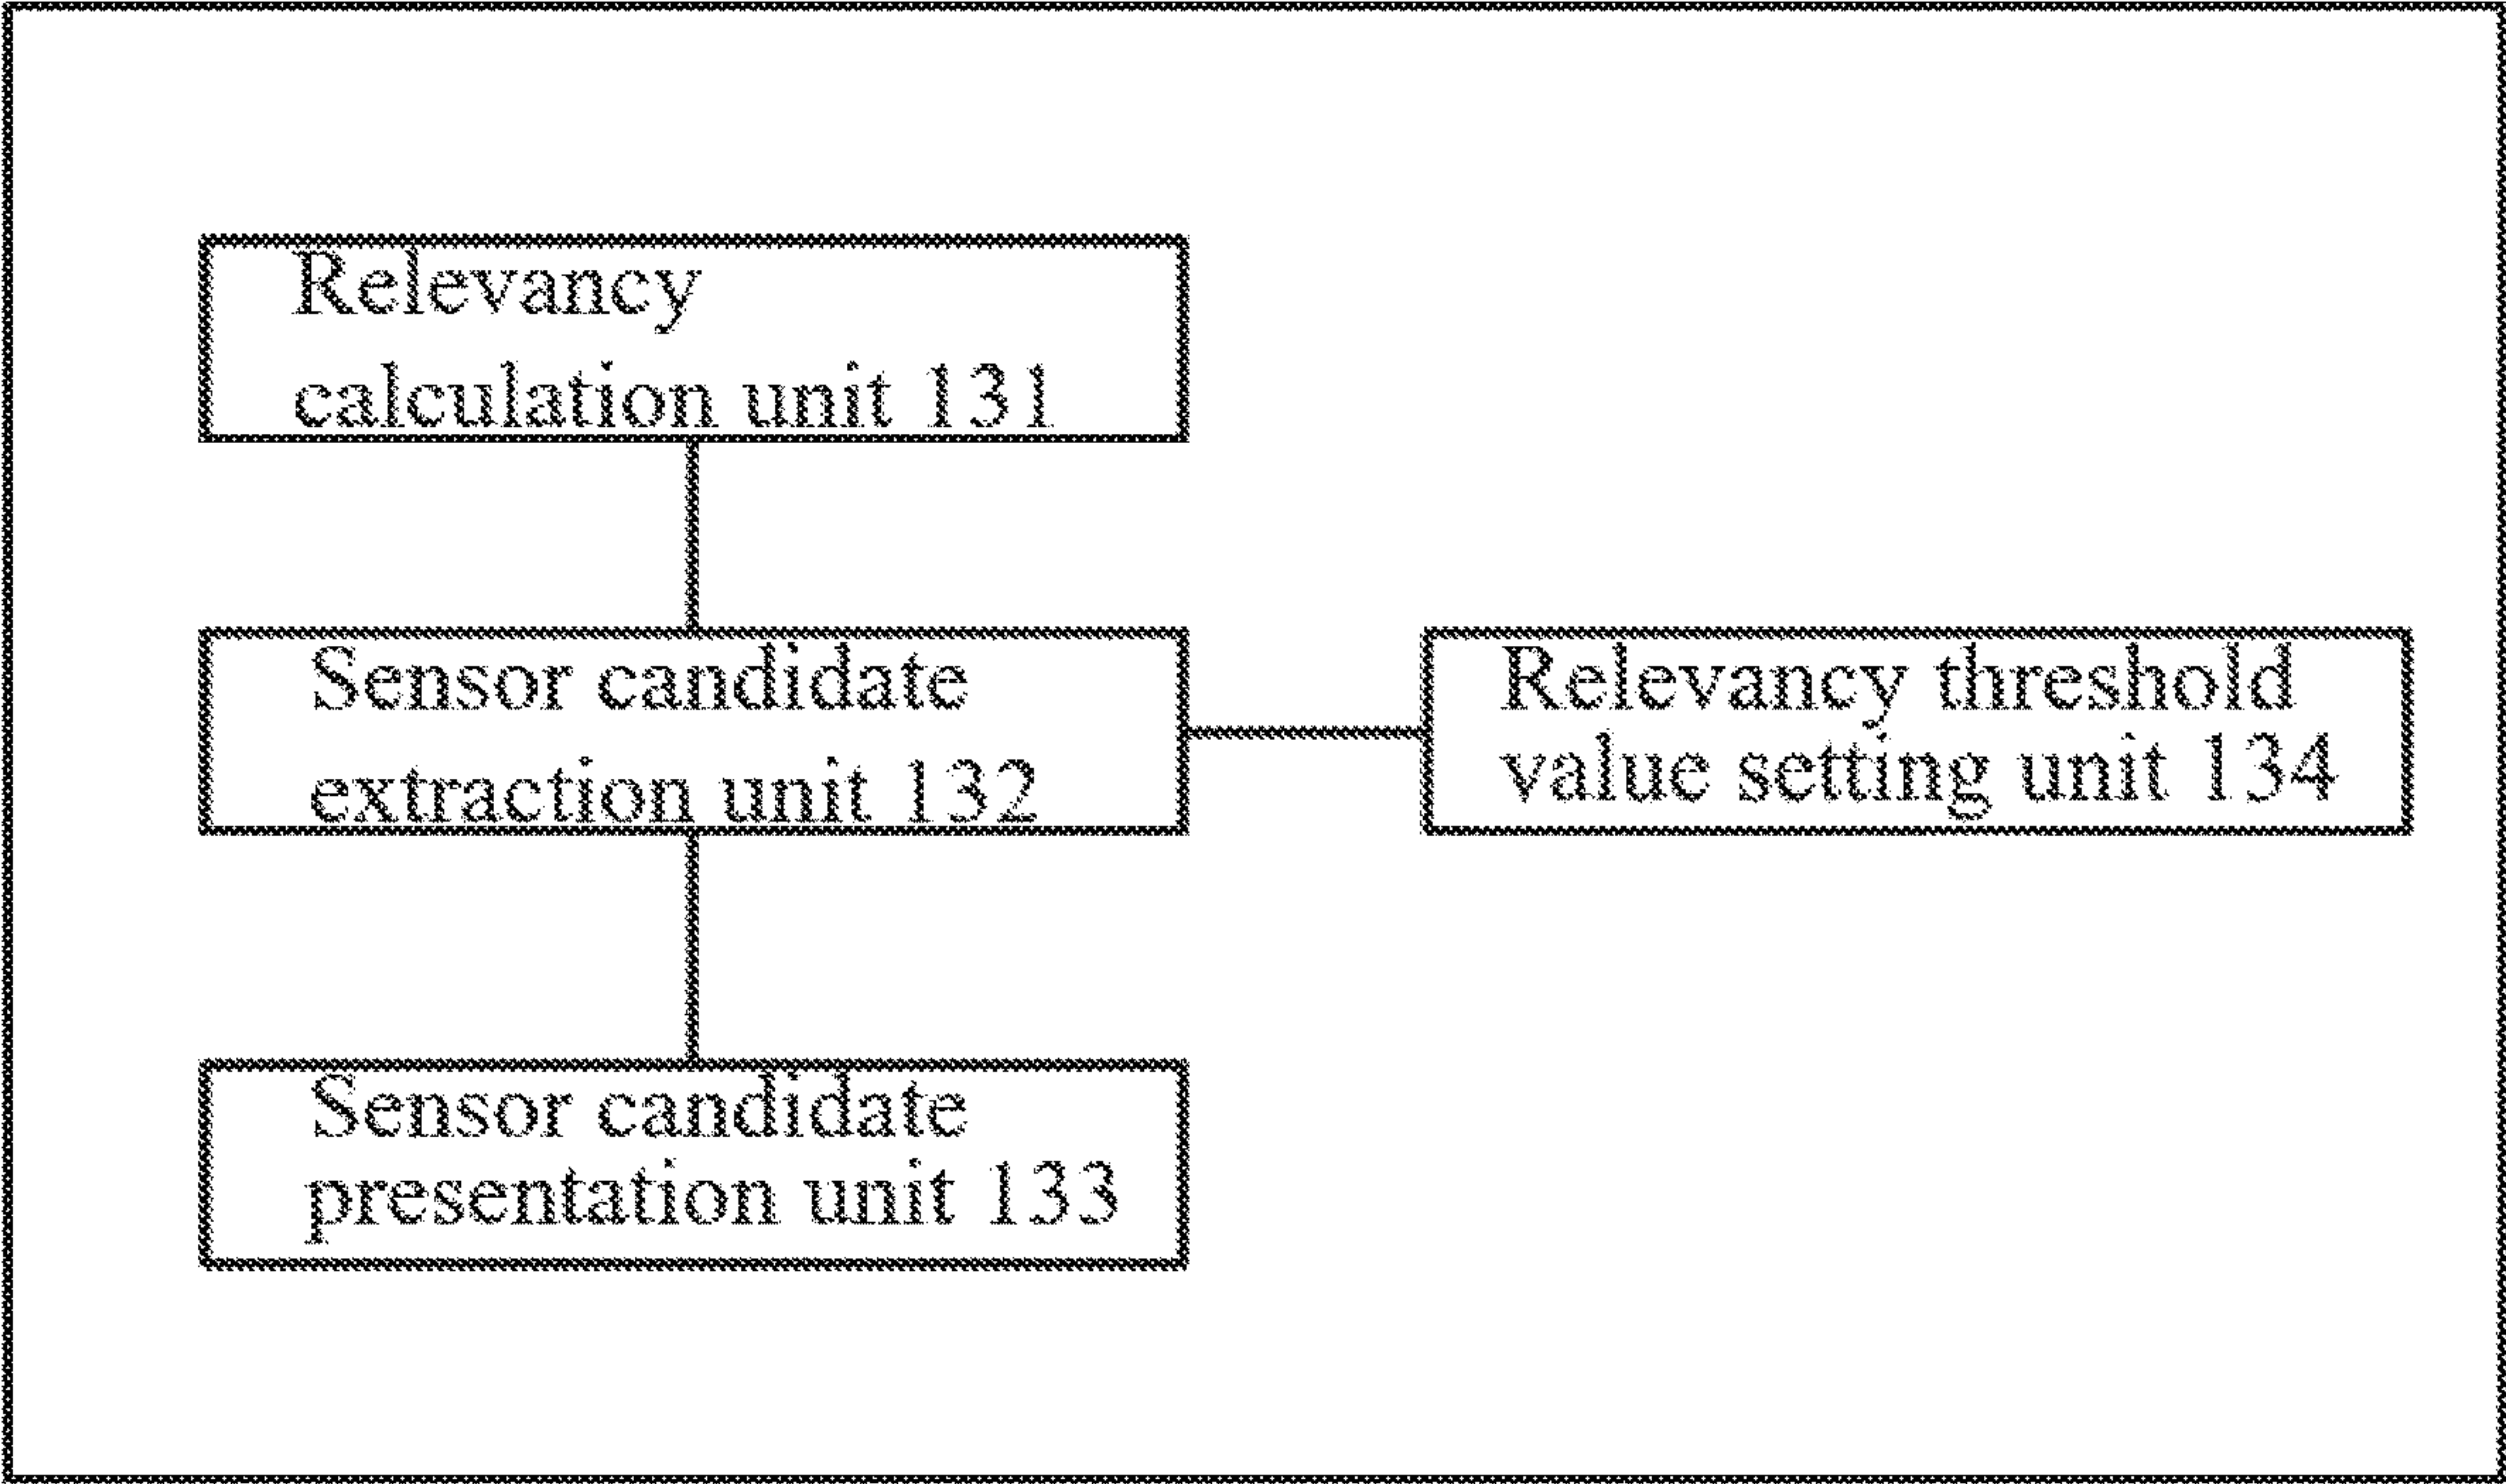 Relevancy
calculation unit 131
Sensor candidate
extraction unit 132
Relevancy threshold
value setting unit 134
Sensor candidate
presentation unit 133